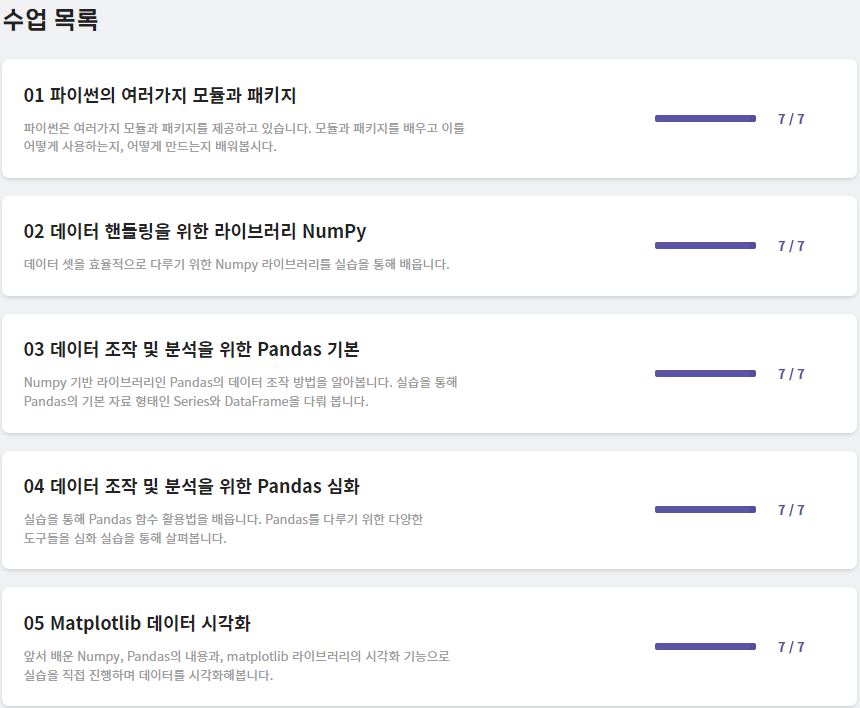 수업 목록
01 파이썬의 여러가지 모듈과 패키지
파이썬은 여러가지 모듈과 패키지를 제공하고 있습니다. 모듈과 패키지를 배우고 이를
어떻게 사용하는지, 어떻게 만드는지 배워봅시다.
7 / 7
02 데이터 핸들링을 위한 라이브러리 NumPy
데이터 셋을 효율적으로 다루기 위한 Numpy 라이브러리를 실습을 통해 배웁니다.
7 / 7
03 데이터 조작 및 분석을 위한 Pandas 기본
Numpy 기반 라이브러리인 Pandas의 데이터 조작 방법을 알아봅니다. 실습을 통해
Pandas의 기본 자료 형태인 Series와 DataFrame을 다뤄 봅니다.
7 / 7
04 데이터 조작 및 분석을 위한 Pandas 심화
실습을 통해 Pandas 함수 활용법을 배웁니다. Pandas를 다루기 위한 다양한
도구들을 심화 실습을 통해 살펴봅니다.
7 / 7
05 Matplotlib 데이터 시각화
앞서 배운 Numpy, Pandas의 내용과, matplotlib 라이브러리의 시각화 기능으로
실습을 직접 진행하며 데이터를 시각화해봅니다.
7 / 7